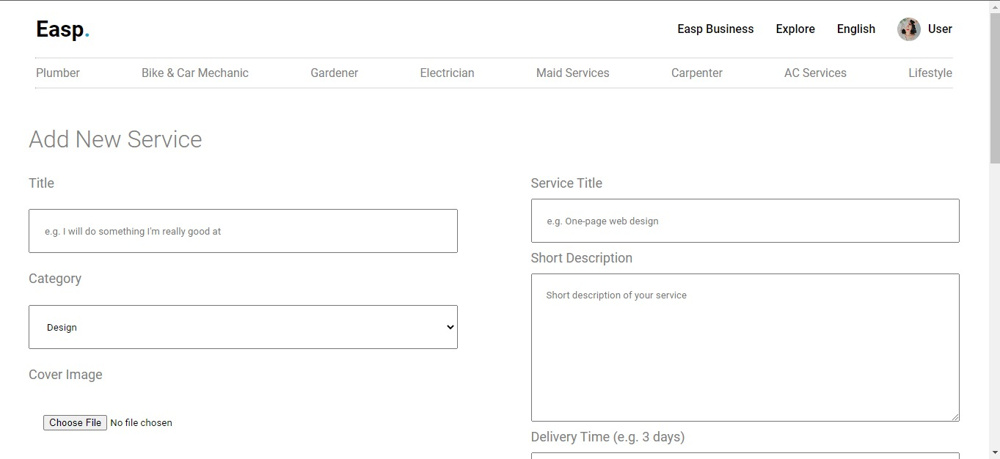 Easp.
Easp Business Explore English User
Plumber Bike & Car Mechanic Gardener Electrician Maid Services Carpenter AC Services Lifestyle
Add New Service
Title
e.g. I will do something I'm really good at
Category
Design
Cover Image
Choose File No file chosen
Service Title
e.g. One-page web design
Short Description
Short description of your service
Delivery Time (e.g. 3 days)